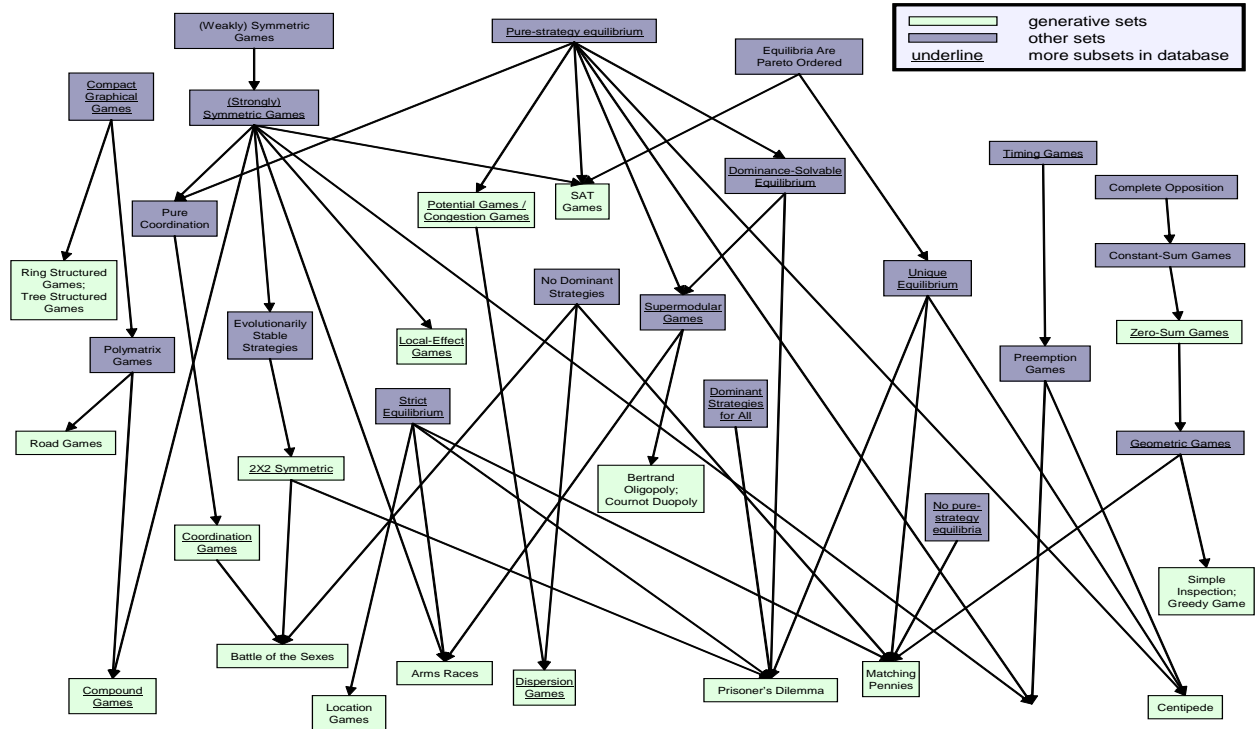 (Weakly) Symmetric
Games
Pure-strategy equilibrium
Equilibria Are
Pareto Ordered
generative sets
other sets
underline
more subsets in database
Compact
Graphical
Games
(Strongly)
Symmetric Games
Timing Games
Dominance-Solvable
Equilibrium
Complete Opposition
Pure
Coordination
Potential Games /
Congestion Games
SAT
Games
Constant-Sum Games
Ring Structured
Games;
Tree Structured
Games
No Dominant
Strategies
Unique
Equilibrium
Supermodular
Games
Evolutionarily
Stable
Strategies
Local-Effect
Games
Zero-Sum Games
Polymatrix
Games
Preemption
Games
Strict
Equilibrium
Dominant
Strategies
for All
Road Games
Geometric Games
2X2 Symmetric
Bertrand
Oligopoly;
Cournot Duopoly
No pure-
strategy
equilibria
Coordination
Games
Simple
Inspection;
Greedy Game
Battle of the Sexes
Arms Races
Matching
Pennies
Compound
Games
Location
Games
Dispersion
Games
Prisoner's Dilemma
Centipede